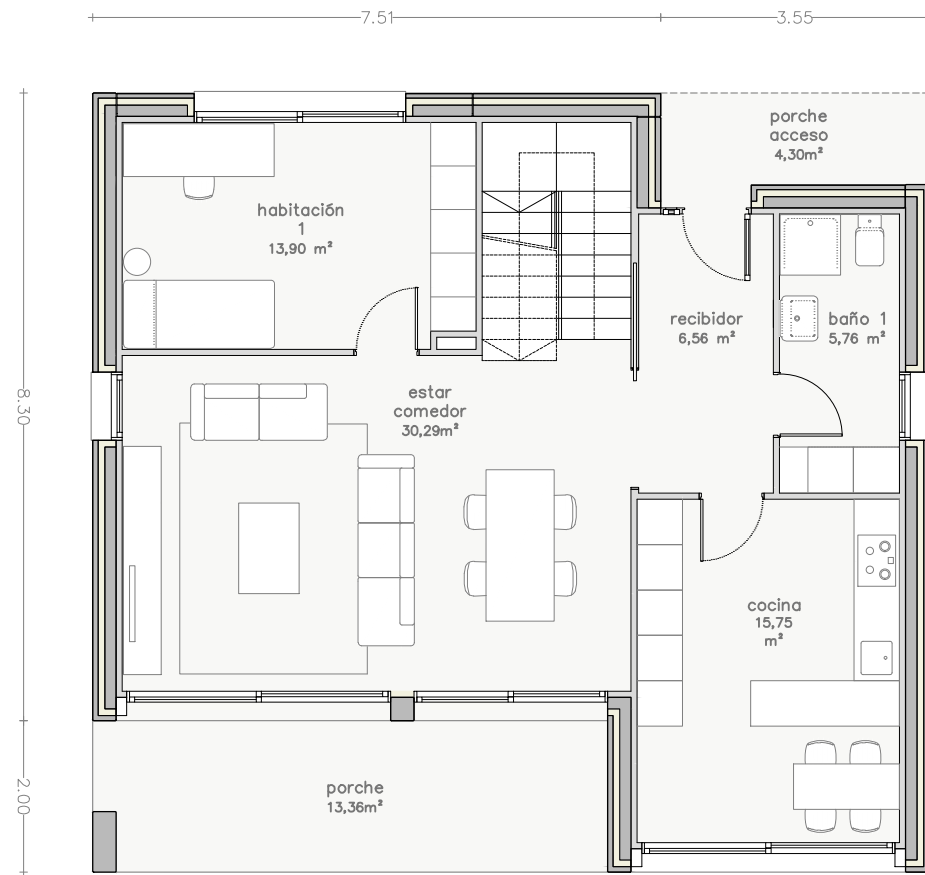 7.51
3.55
porche
acceso
4,30m²
habitación
1
13,90 m²
recibidor
6,56 m²
baño 1
5,76 m²
8.30
estar
comedor
30,29m²
cocina
15,75
m²
2.00
porche
13,36m²